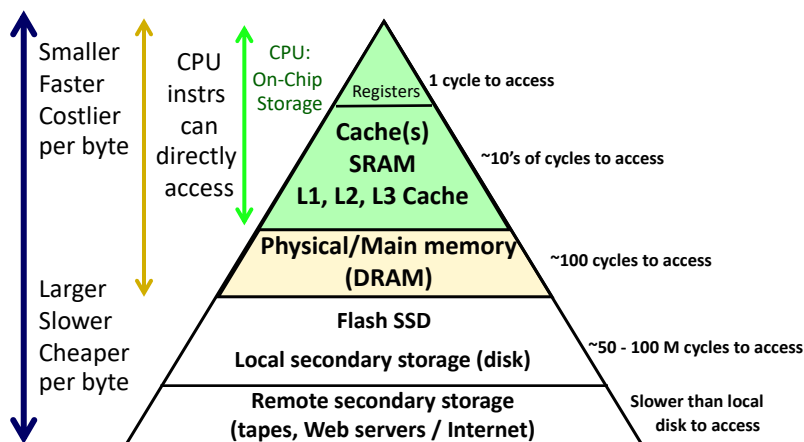 Smaller
Faster
Costlier
per byte
CPU
instrs
can
directly
access
CPU:
On-Chip
Storage
Registers
1 cycle to access
Cache(s)
SRAM
L1, L2, L3 Cache
~10's of cycles to access
Physical/Main memory
(DRAM)
~100 cycles to access
Larger
Slower
Cheaper
per byte
Flash SSD
Local secondary storage (disk)
~50 - 100 M cycles to access
Remote secondary storage
(tapes, Web servers / Internet)
Slower than local
disk to access